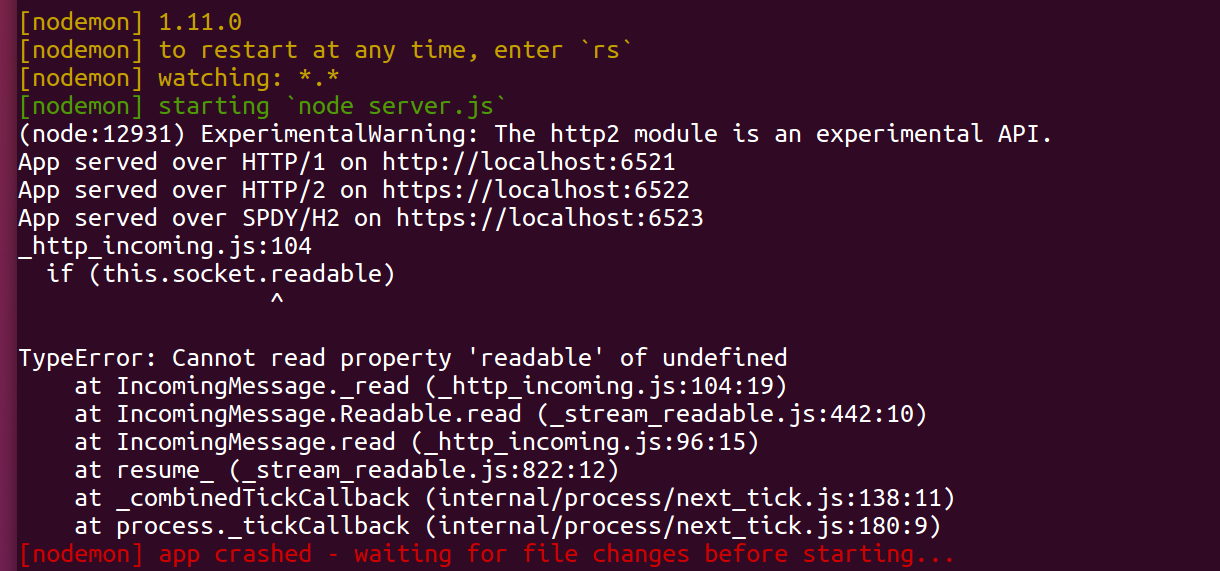 [nodemon] 1.11.0
[nodemon] to restart at any time, enter `rs`
[nodemon] watching: *.*
[nodemon] starting `node server.js`
(node:12931) ExperimentalWarning: The http2 module is an experimental API.
App served over HTTP/1 on http://localhost:6521
App served over HTTP/2 on https://localhost:6522
App served over SPDY/H2 on https://localhost:6523
_http_incoming.js:104
  if (this.socket.readable)
                  ^
TypeError: Cannot read property 'readable' of undefined
    at IncomingMessage._read (_http_incoming.js:104:19)
    at IncomingMessage.Readable.read (_stream_readable.js:442:10)
    at IncomingMessage.read (_http_incoming.js:96:15)
    at resume_ (_stream_readable.js:822:12)
    at _combinedTickCallback (internal/process/next_tick.js:138:11)
    at process._tickCallback (internal/process/next_tick.js:180:9)
[nodemon] app crashed - waiting for file changes before starting...